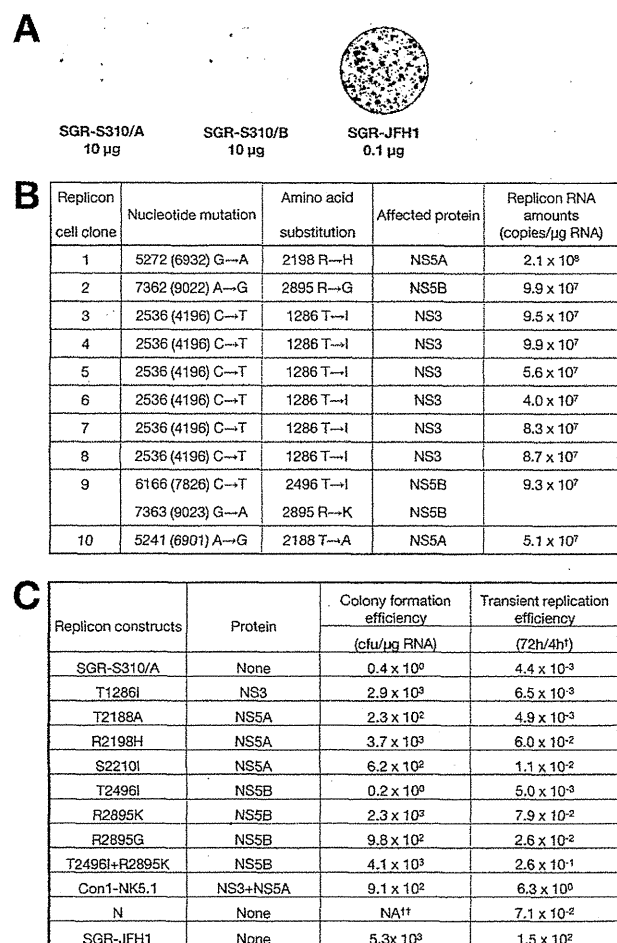 A
SGR-S310/A
10 µg
SGR-S310/B
10 µg
SGR-JFH1
0.1 µg
B
Replicon cell clone | Nucleotide mutation | Amino acid substitution | Affected protein | Replicon RNA amounts (copies/µg RNA)
1 | 5272 (6932) G→A | 2198 R→H | NS5A | 2.1 x 10⁸
2 | 7362 (9022) A→G | 2895 R→G | NS5B | 9.9 x 10⁷
3 | 2536 (4196) C→T | 1286 T→I | NS3 | 9.5 x 10⁷
4 | 2536 (4196) C→T | 1286 T→I | NS3 | 9.9 x 10⁷
5 | 2536 (4196) C→T | 1286 T→I | NS3 | 5.6 x 10⁷
6 | 2536 (4196) C→T | 1286 T→I | NS3 | 4.0 x 10⁷
7 | 2536 (4196) C→T | 1286 T→I | NS3 | 8.3 x 10⁷
8 | 2536 (4196) C→T | 1286 T→I | NS3 | 8.7 x 10⁷
9 | 6166 (7826) C→T | 2496 T→I | NS5B | 9.3 x 10⁷
7363 (9023) G→A | 2895 R→K | NS5B
10 | 5241 (6901) A→G | 2188 T→A | NS5A | 5.1 x 10⁷
C
Replicon constructs | Protein | Colony formation efficiency (cfu/µg RNA) | Transient replication efficiency (72h/4h†)
SGR-S310/A | None | 0.4 x 10⁰ | 4.4 x 10⁻³
T1286I | NS3 | 2.9 x 10³ | 6.5 x 10⁻³
T2188A | NS5A | 2.3 x 10² | 4.9 x 10⁻³
R2198H | NS5A | 3.7 x 10³ | 6.0 x 10⁻²
S2210I | NS5A | 6.2 x 10² | 1.1 x 10⁻²
T2496I | NS5B | 0.2 x 10⁰ | 5.0 x 10⁻³
R2895K | NS5B | 2.3 x 10³ | 7.9 x 10⁻²
R2895G | NS5B | 9.8 x 10² | 2.6 x 10⁻²
T2496I+R2895K | NS5B | 4.1 x 10³ | 2.6 x 10⁻¹
Con1-NK5.1 | NS3+NS5A | 9.1 x 10² | 6.3 x 10⁰
N | None | NA†† | 7.1 x 10⁻²
SGR-JFH1 | None | 5.3x 10³ | 1.5 x 10²